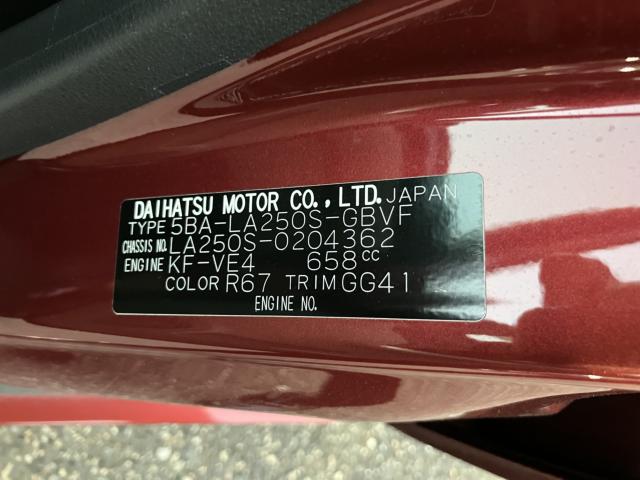 DAIHATSU MOTOR CO., LTD. JAPAN
TYPE 5BA-LA250S-GBVF
CHASSIS NO. LA250S-0204362
ENGINE KF-VE4 658cc
COLOR R67 TRIM GG41
ENGINE NO.